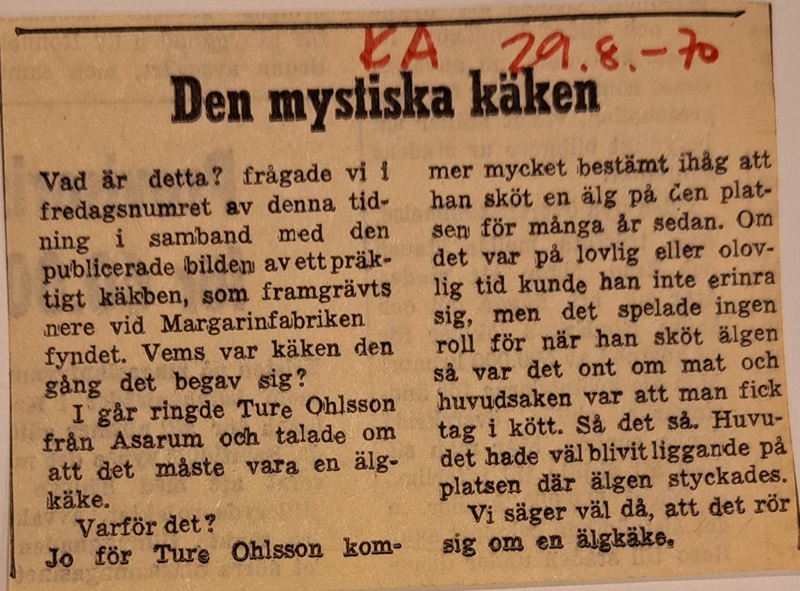 KA 29.8.-70
Den mystiska käken
Vad är detta? frågade vi i
fredagsnumret av denna tid-
ning i samband med den
publicerade bilden av ett präk-
tigt käkben, som framgrävts
nere vid Margarinfabriken
fyndet. Vems var käken den
gång det begav sig?
I går ringde Ture Ohlsson
från Asarum och talade om
att det måste vara en älg-
käke.
Varför det?
Jo för Ture Ohlsson kom-
mer mycket bestämt ihåg att
han sköt en älg på den plat-
sen för många år sedan. Om
det var på lovlig eller olov-
lig tid kunde han inte erinra
sig, men det spelade ingen
roll för när han sköt älgen
så var det ont om mat och
huvudsaken var att man fick
tag i kött. Så det så. Huvu-
det hade väl blivit liggande på
platsen där älgen styckades.
Vi säger väl då, att det rör
sig om en älgkäke.